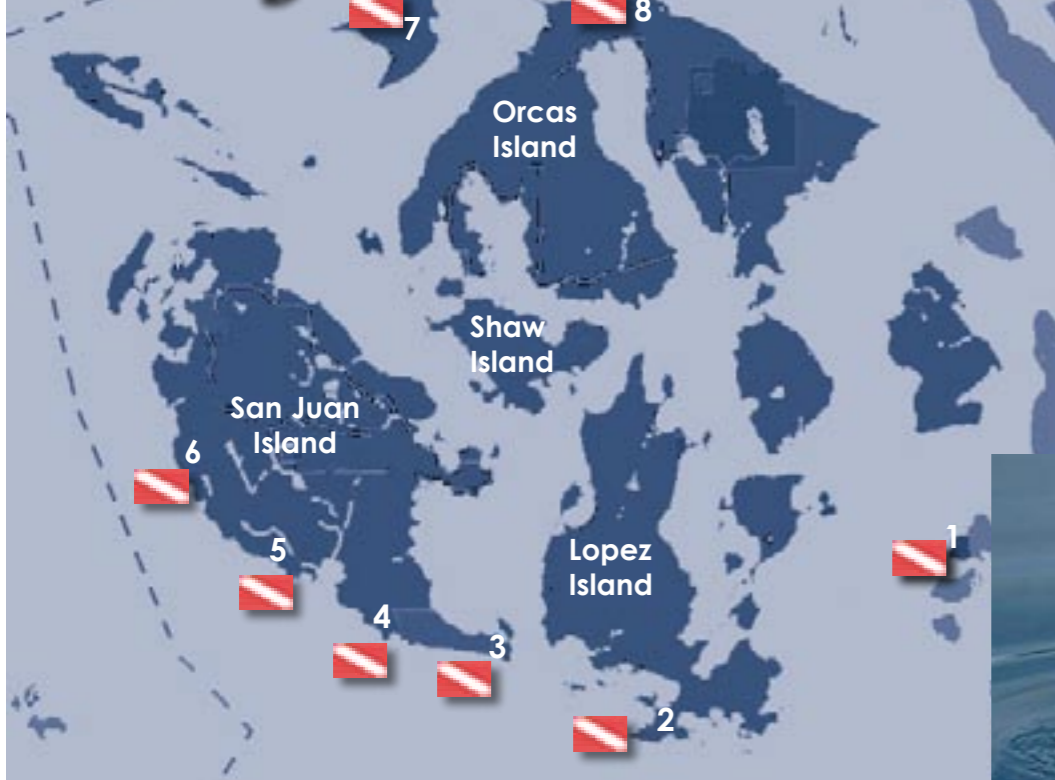 7
8
Orcas
Island
Shaw
Island
San Juan
Island
6
5
Lopez
Island
1
4
3
2